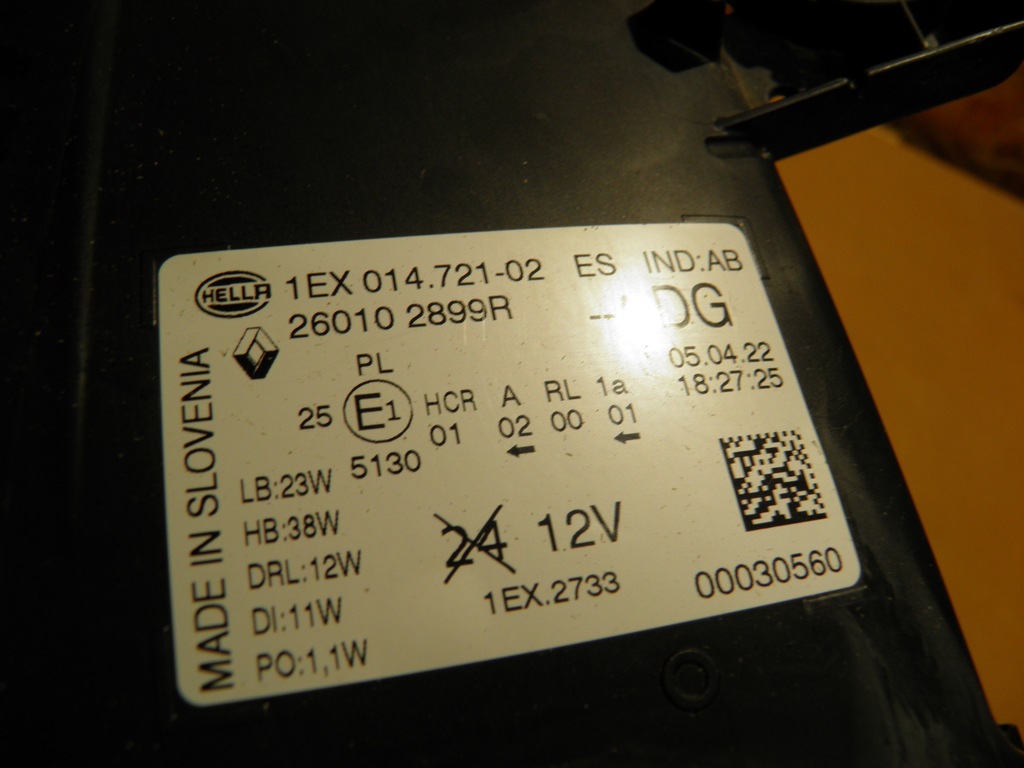 HELLA 1EX 014.721-02 ES IND:AB
26010 2899R DG
PL 05.04.22
18:27:25
25 E1 HCR A RL 1a
01 02 00 01
5130
LB:23W
HB:38W
24 12V
DRL:12W
1EX.2733 00030560
DI:11W
PO:1,1W
MADE IN SLOVENIA